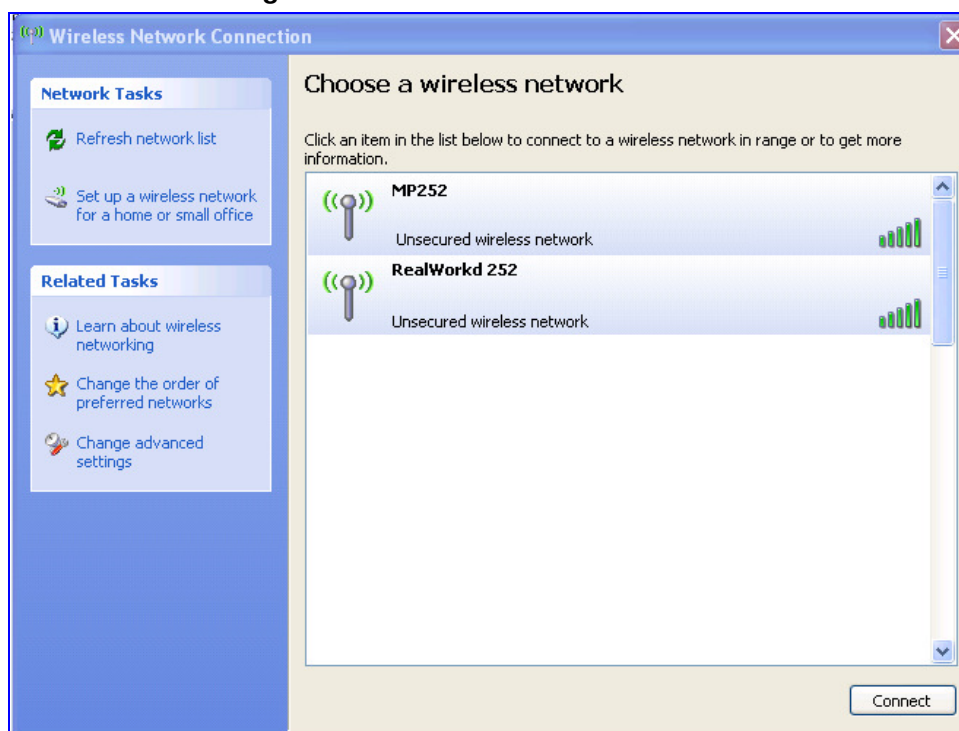 Wireless Network Connection
Network Tasks
Refresh network list
Set up a wireless network
for a home or small office
Related Tasks
Learn about wireless
networking
Change the order of
preferred networks
Change advanced
settings
Choose a wireless network
Click an item in the list below to connect to a wireless network in range or to get more
information.
MP252
Unsecured wireless network
RealWorkd 252
Unsecured wireless network
Connect